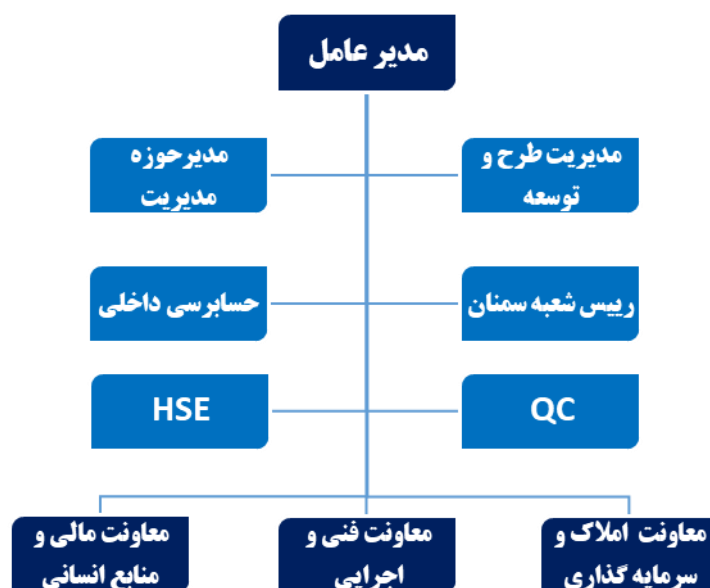 مدیر عامل
مدیریت طرح و
توسعه
مدیرحوزه
مدیریت
رییس شعبه سمنان
حسابرسی داخلی
QC
HSE
معاونت املاک و
سرمایه گذاری
معاونت فنی و
اجرایی
معاونت مالی و
منابع انسانی